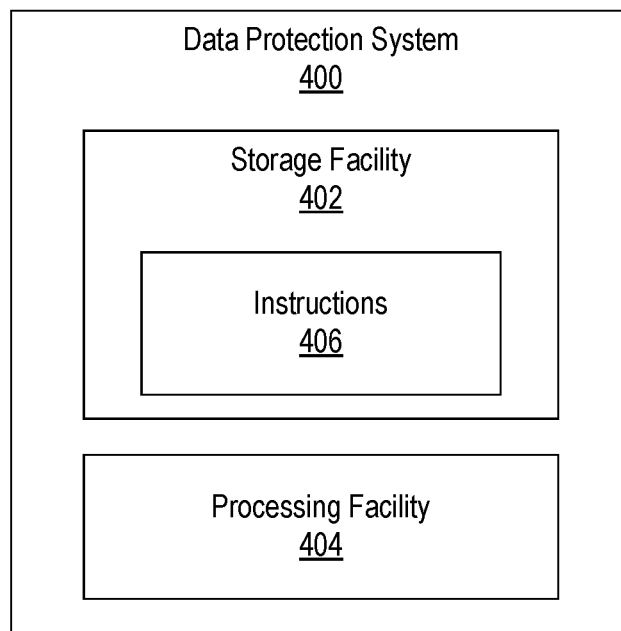 Data Protection System
400
Storage Facility
402
Instructions
406
Processing Facility
404